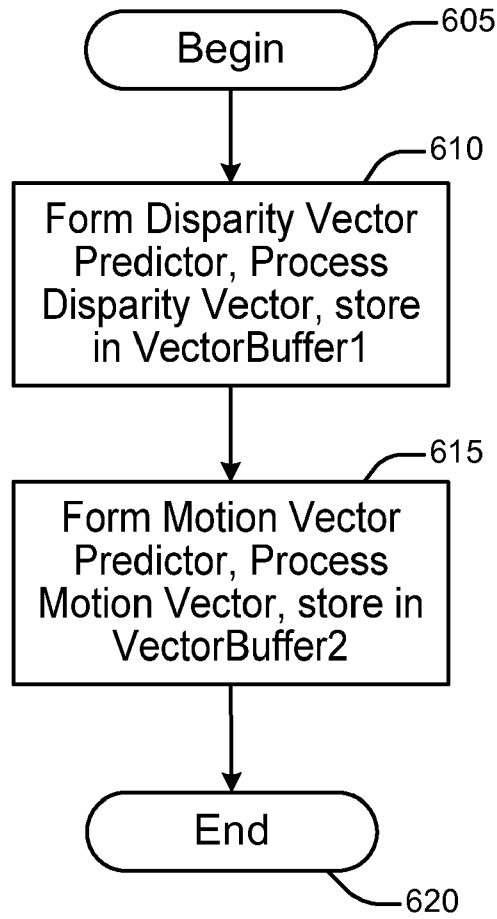 Begin
605
610
Form Disparity Vector
Predictor, Process
Disparity Vector, store
in VectorBuffer1
615
Form Motion Vector
Predictor, Process
Motion Vector, store in
VectorBuffer2
End
620